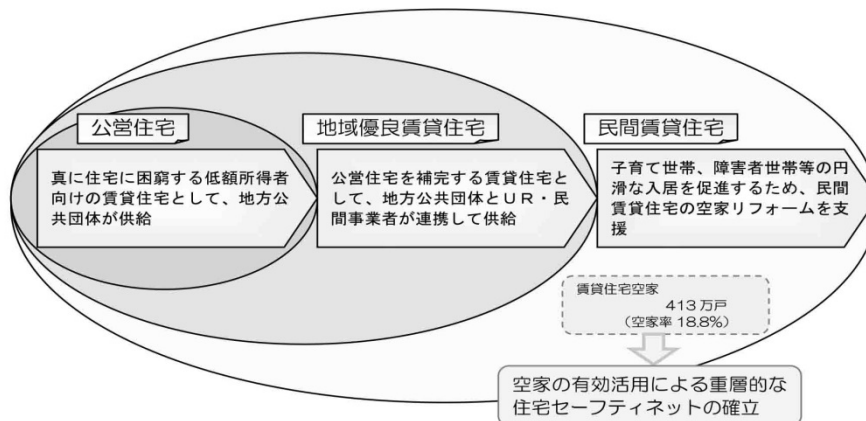 公営住宅
真に住宅に困窮する低額所得者
向けの賃貸住宅として、地方公
共団体が供給
地域優良賃貸住宅
公営住宅を補完する賃貸住宅と
して、地方公共団体とＵＲ・民
間事業者が連携して供給
民間賃貸住宅
子育て世帯、障害者世帯等の円
滑な入居を促進するため、民間
賃貸住宅の空家リフォームを支
援
賃貸住宅空家
413万戸
（空家率 18.8%）
空家の有効活用による重層的な
住宅セーフティネットの確立